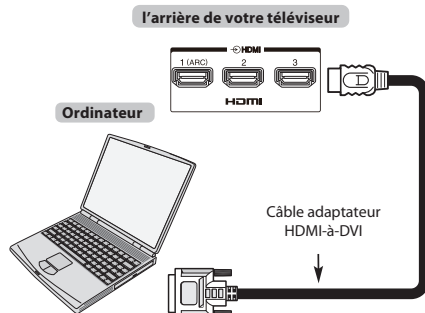 l'arrière de votre téléviseur
HDMI
1 (ARC) 2 3
HDMI
Ordinateur
Câble adaptateur
HDMI-à-DVI